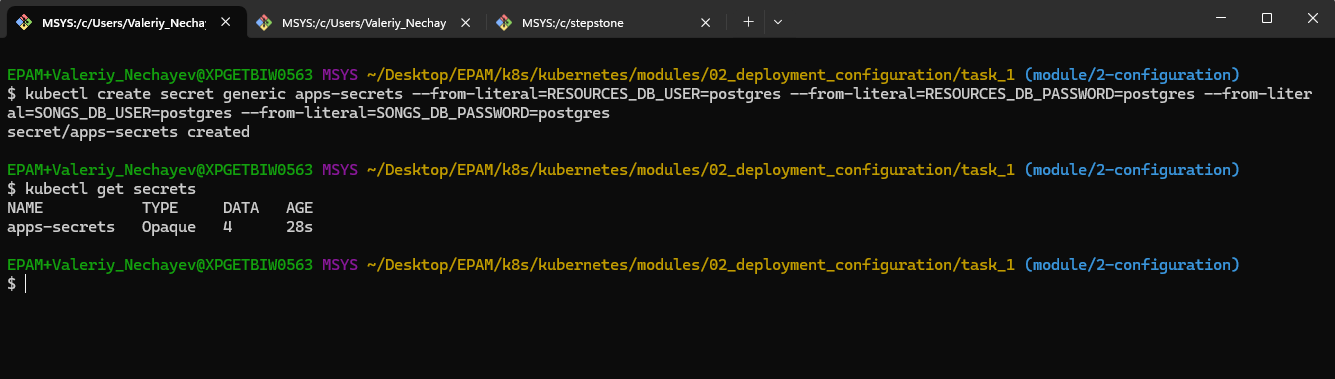 MSYS:/c/Users/Valeriy_Nechay
MSYS:/c/Users/Valeriy_Nechay
MSYS:/c/stepstone
EPAM+Valeriy_Nechayev@XPGETBIW0563 MSYS ~/Desktop/EPAM/k8s/kubernetes/modules/02_deployment_configuration/task_1 (module/2-configuration)
$ kubectl create secret generic apps-secrets --from-literal=RESOURCES_DB_USER=postgres --from-literal=RESOURCES_DB_PASSWORD=postgres --from-liter
al=SONGS_DB_USER=postgres --from-literal=SONGS_DB_PASSWORD=postgres
secret/apps-secrets created
EPAM+Valeriy_Nechayev@XPGETBIW0563 MSYS ~/Desktop/EPAM/k8s/kubernetes/modules/02_deployment_configuration/task_1 (module/2-configuration)
$ kubectl get secrets
NAME TYPE DATA AGE
apps-secrets Opaque 4 28s
EPAM+Valeriy_Nechayev@XPGETBIW0563 MSYS ~/Desktop/EPAM/k8s/kubernetes/modules/02_deployment_configuration/task_1 (module/2-configuration)
$